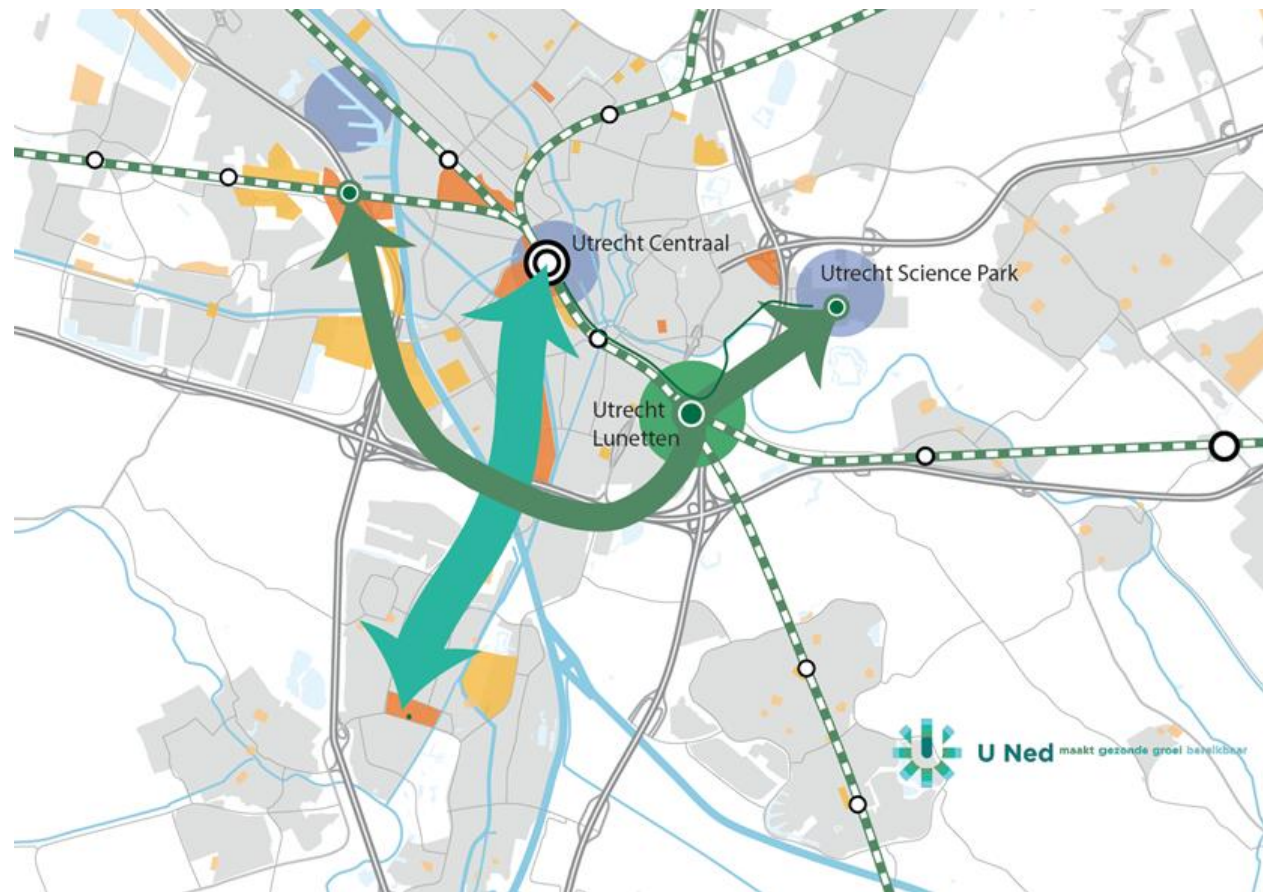 Utrecht Centraal
Utrecht Science Park
Utrecht
Lunetten
U Ned maakt gezonde groei bereikbaar